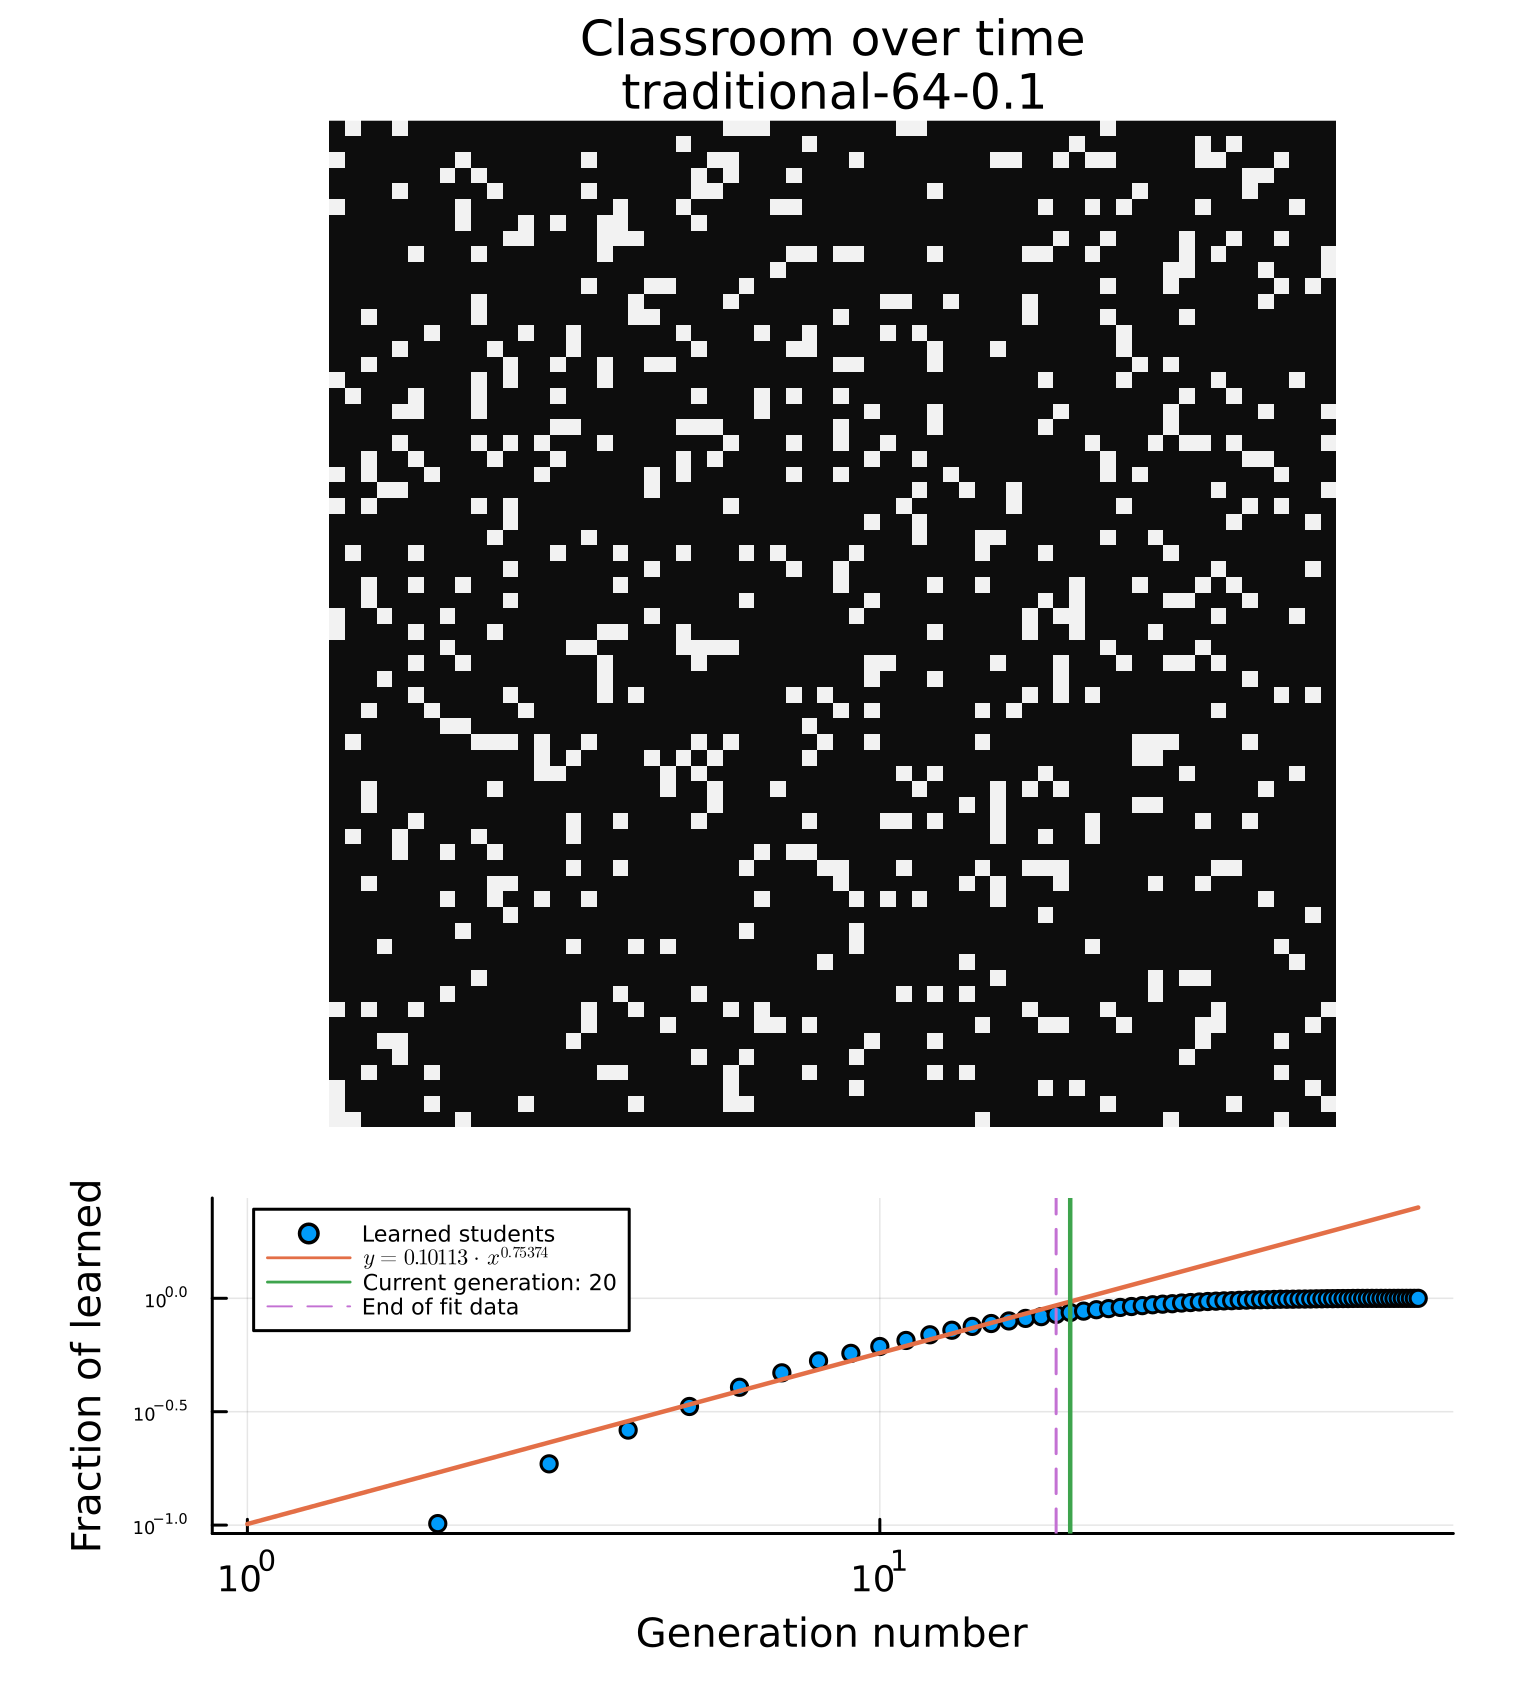 Classroom over time
traditional-64-0.1
Fraction of learned
Learned students
y = 0.10113 · x^0.75374
Current generation: 20
End of fit data
10^0.0
10^−0.5
10^−1.0
10^0
10^1
Generation number